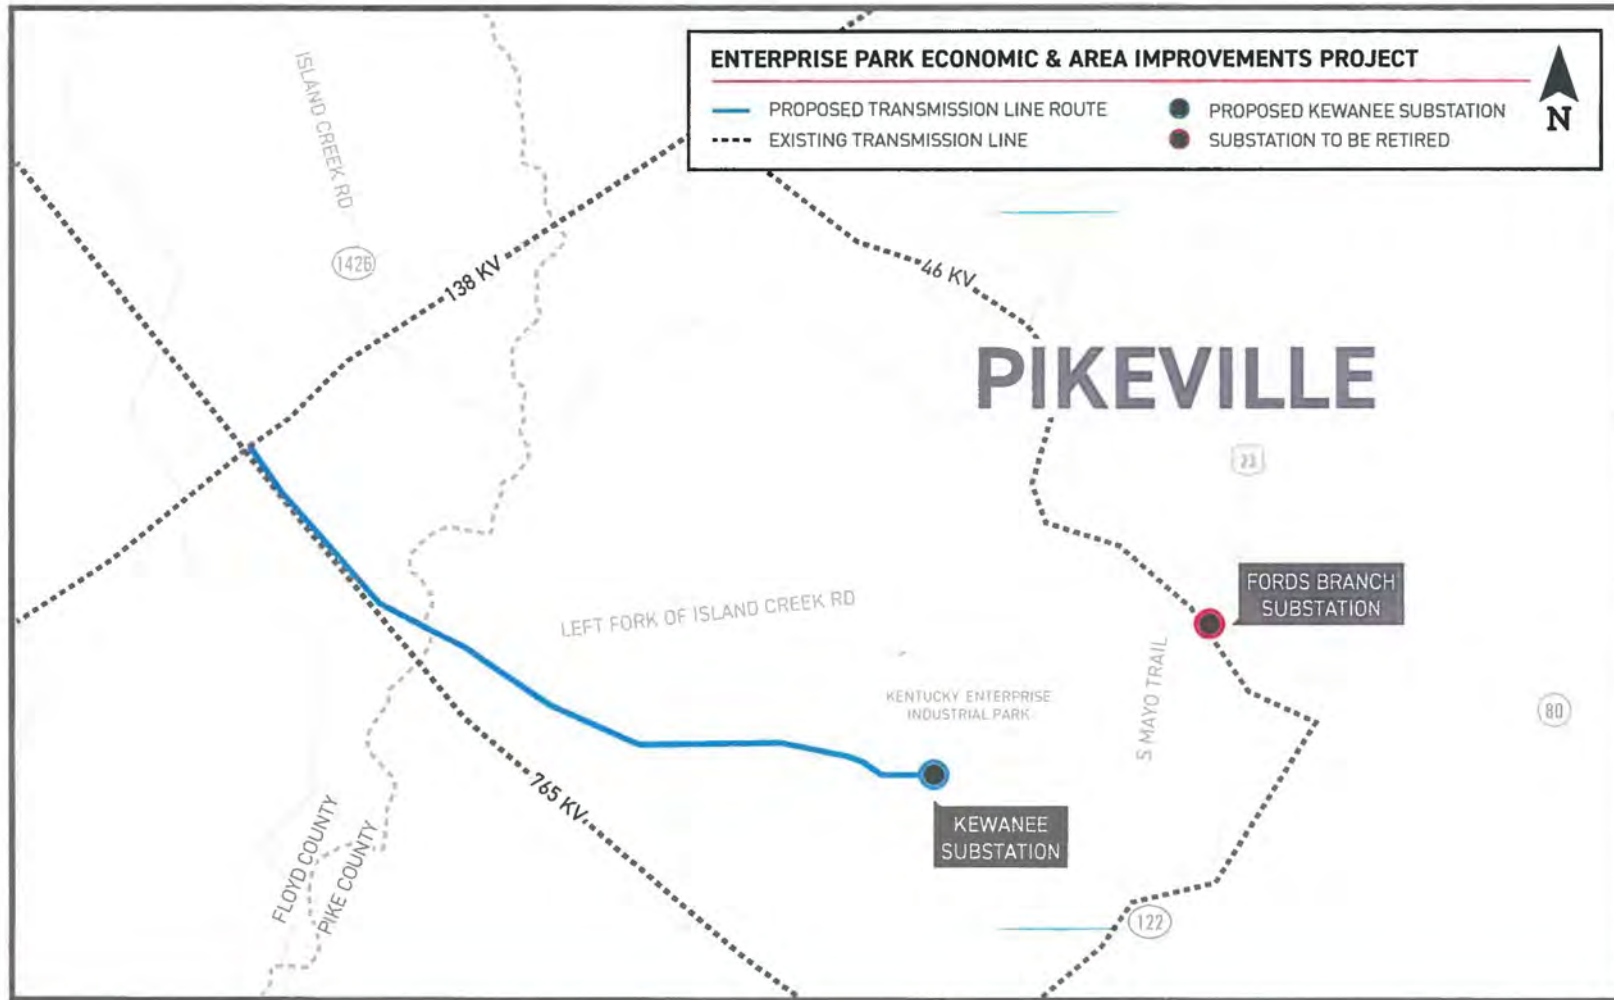 ENTERPRISE PARK ECONOMIC & AREA IMPROVEMENTS PROJECT
PROPOSED TRANSMISSION LINE ROUTE
EXISTING TRANSMISSION LINE
PROPOSED KEWANEE SUBSTATION
SUBSTATION TO BE RETIRED
N
ISLAND CREEK RD
1426
138 KV
46 KV
PIKEVILLE
23
FORDS BRANCH
SUBSTATION
LEFT FORK OF ISLAND CREEK RD
S MAYO TRAIL
KENTUCKY ENTERPRISE
INDUSTRIAL PARK
80
765 KV
KEWANEE
SUBSTATION
FLOYD COUNTY
PIKE COUNTY
122